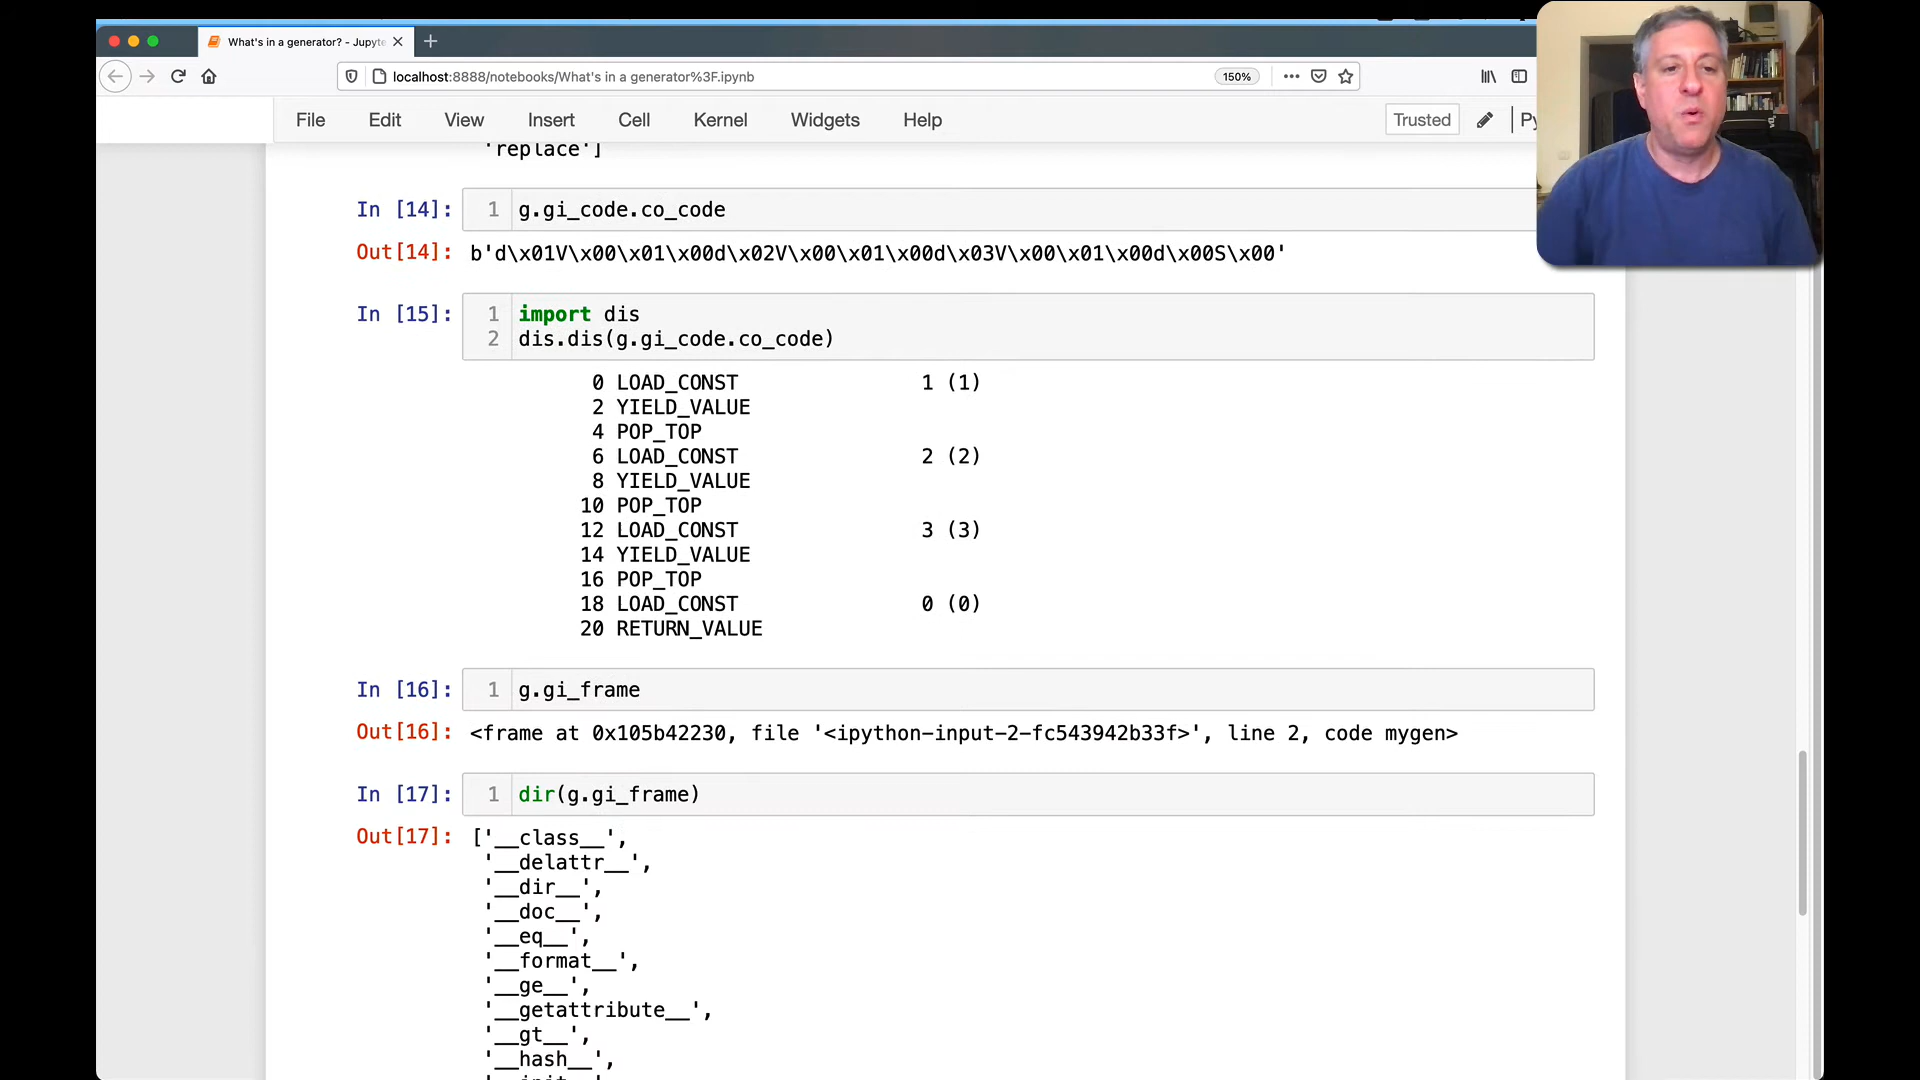 What's in a generator? - Jupyte
localhost:8888/notebooks/What's in a generator%3F.ipynb
150%
File Edit View Insert Cell Kernel Widgets Help
Trusted
'replace']
In [14]:
1 g.gi_code.co_code
Out[14]:
b'd\x01V\x00\x01\x00d\x02V\x00\x01\x00d\x03V\x00\x01\x00d\x00S\x00'
In [15]:
1 import dis
2 dis.dis(g.gi_code.co_code)
0 LOAD_CONST 1 (1)
2 YIELD_VALUE
4 POP_TOP
6 LOAD_CONST 2 (2)
8 YIELD_VALUE
10 POP_TOP
12 LOAD_CONST 3 (3)
14 YIELD_VALUE
16 POP_TOP
18 LOAD_CONST 0 (0)
20 RETURN_VALUE
In [16]:
1 g.gi_frame
Out[16]:
<frame at 0x105b42230, file '<ipython-input-2-fc543942b33f>', line 2, code mygen>
In [17]:
1 dir(g.gi_frame)
Out[17]:
['__class__',
'__delattr__',
'__dir__',
'__doc__',
'__eq__',
'__format__',
'__ge__',
'__getattribute__',
'__gt__',
'__hash__',